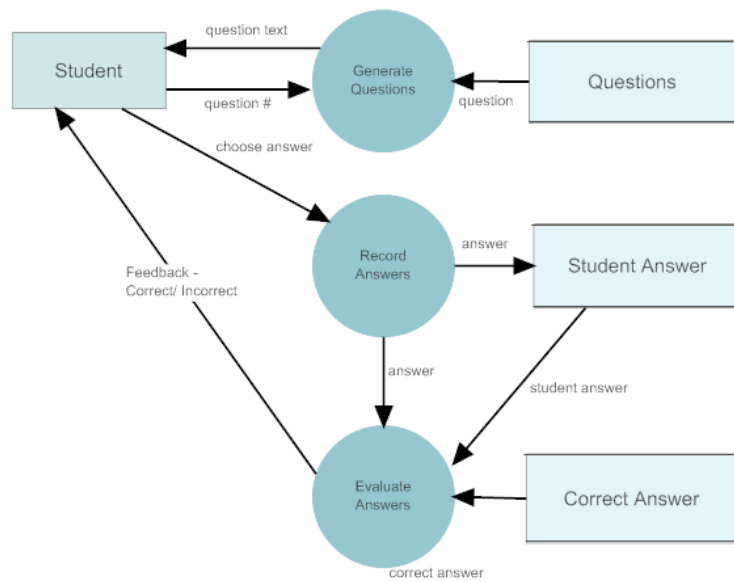 question text
Student
Generate
Questions
Questions
question #
question
choose answer
Record
Answers
answer
Student Answer
Feedback -
Correct/ Incorrect
answer
student answer
Evaluate
Answers
Correct Answer
correct answer